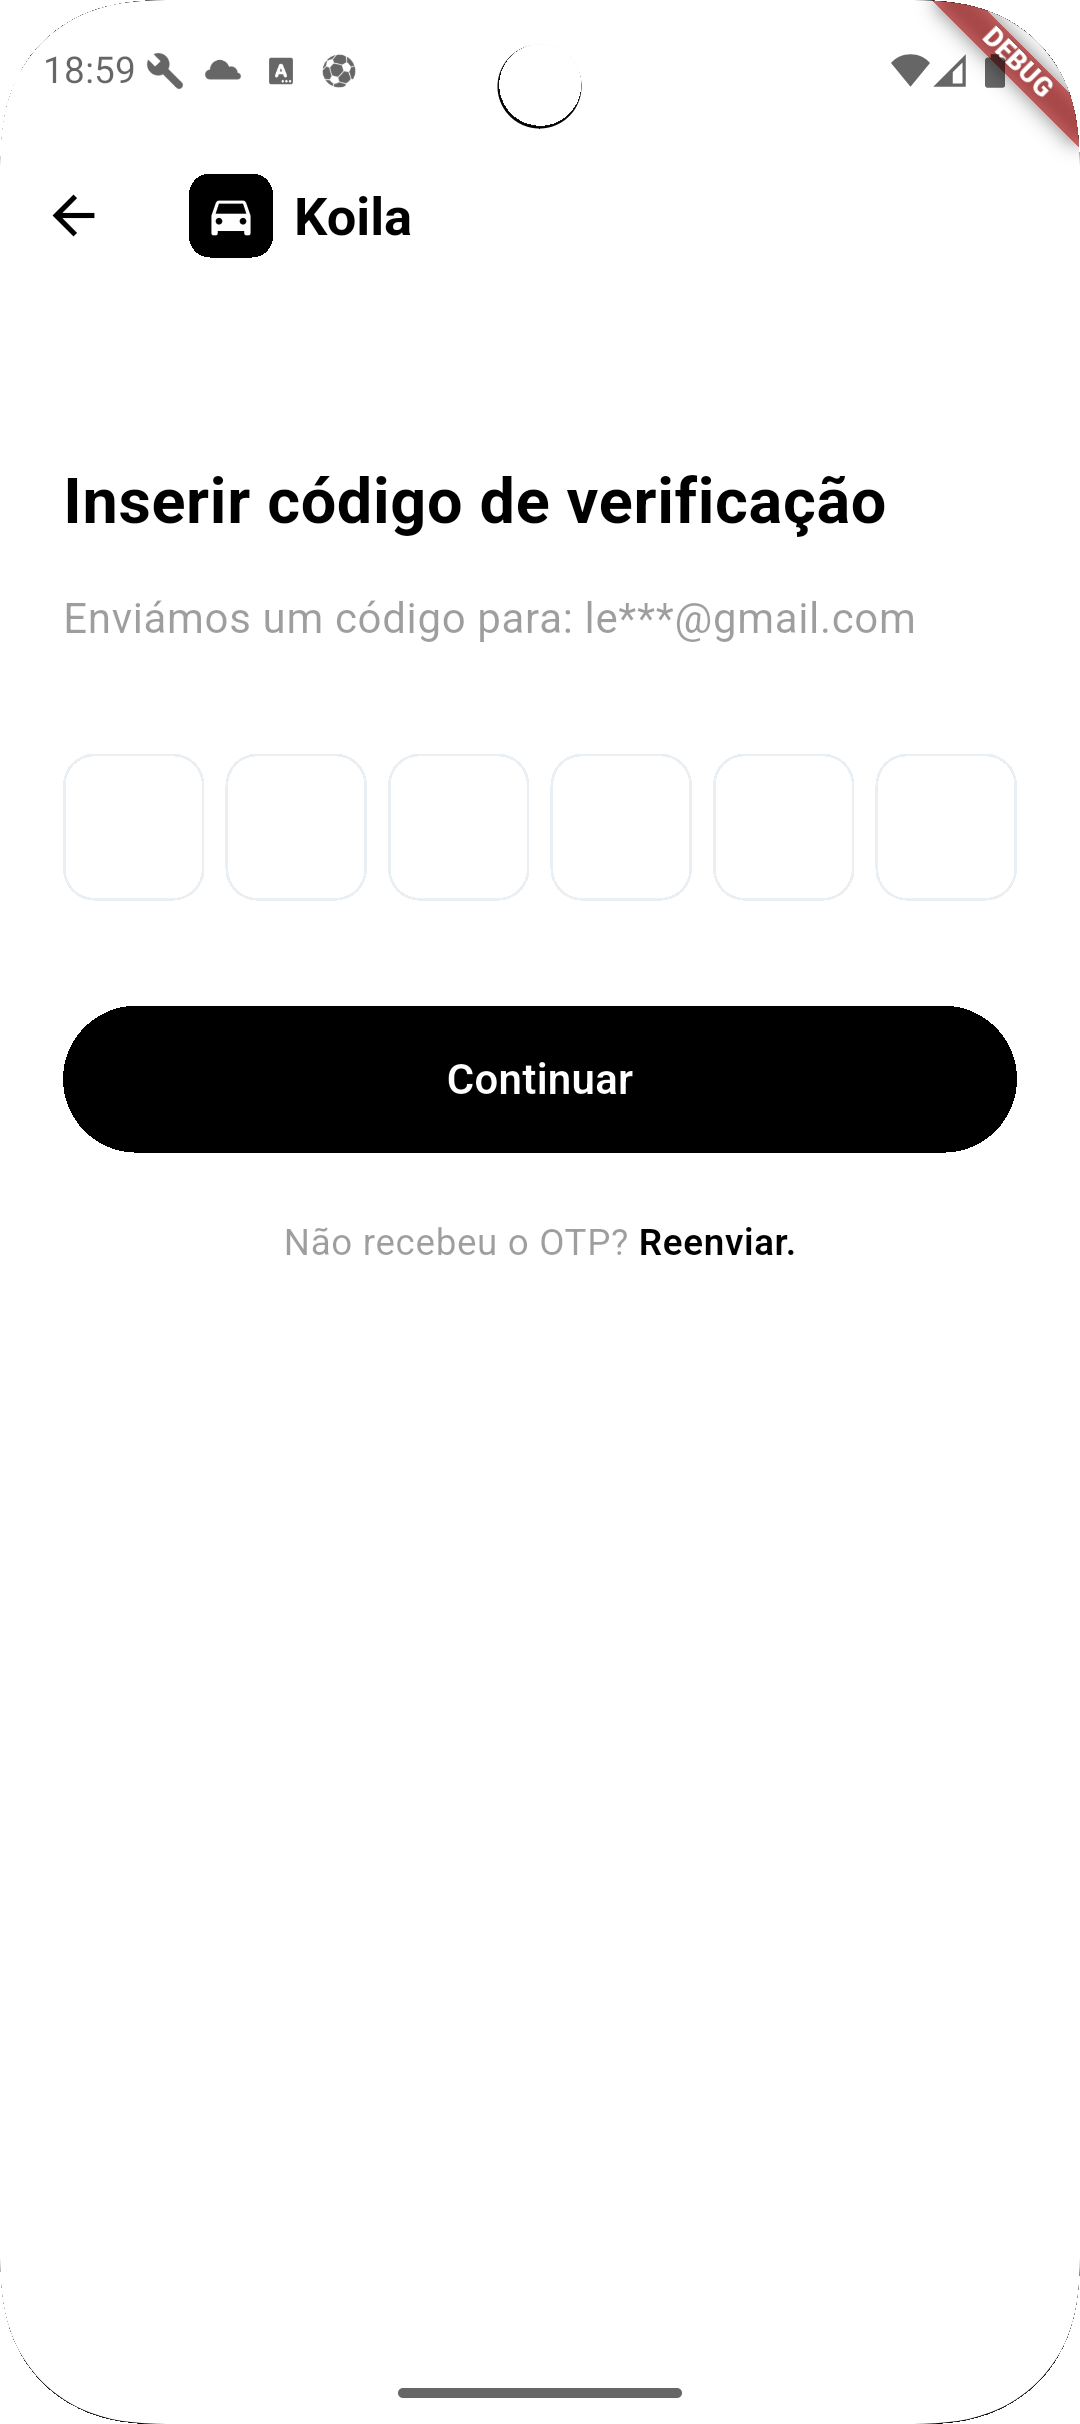 18:59
DEBUG
Koila
Inserir código de verificação
Enviámos um código para: le***@gmail.com
Continuar
Não recebeu o OTP? Reenviar.